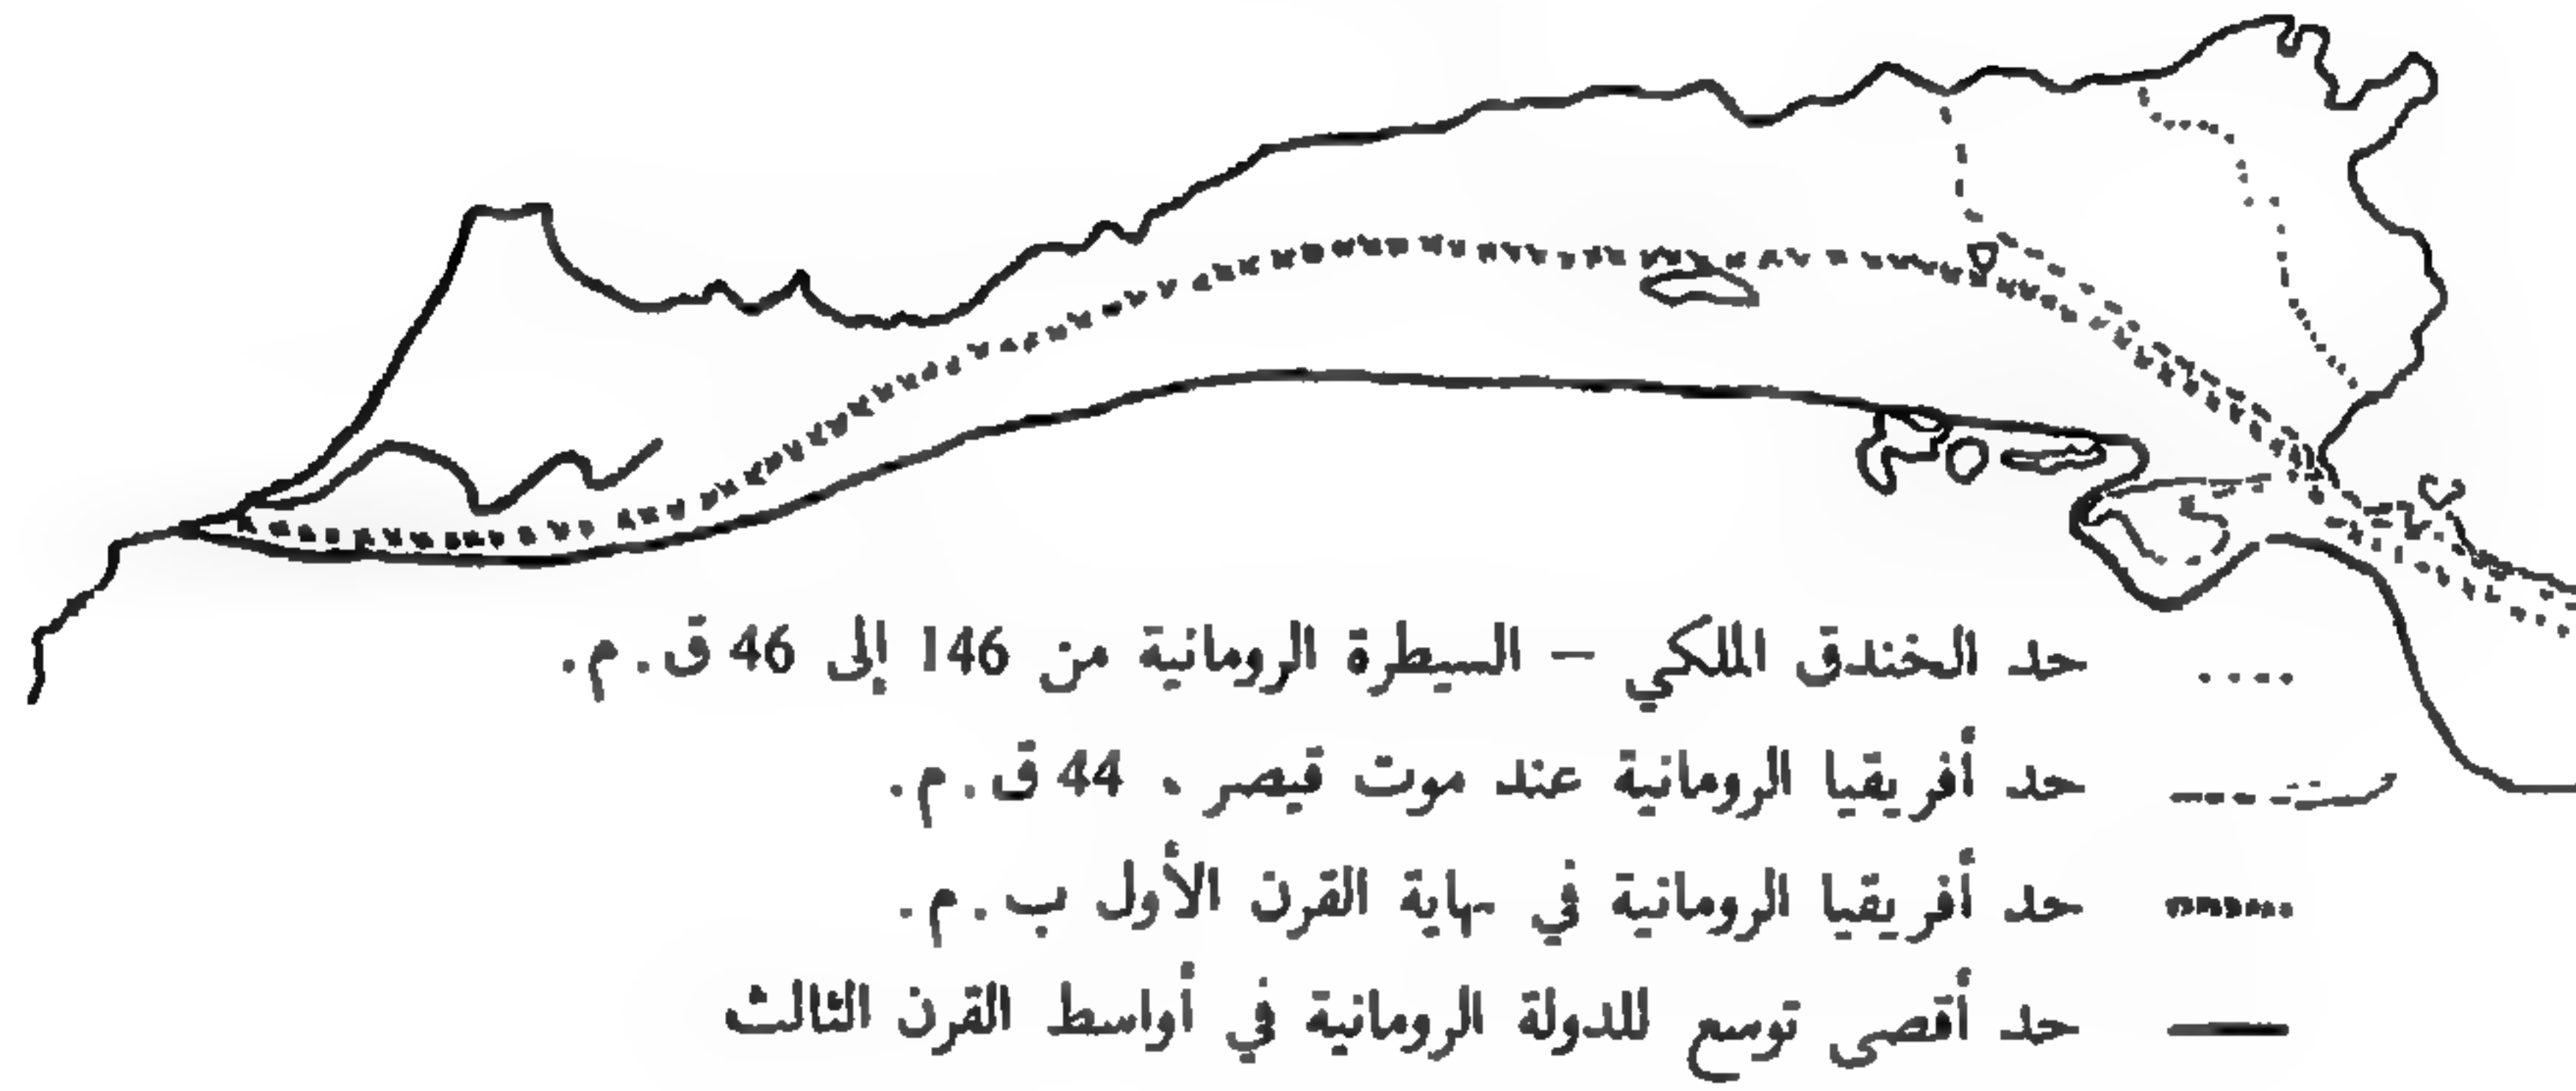 حد الخندق الملكي – السيطرة الرومانية من 146 إلى 46 ق.م.
حد أفريقيا الرومانية عند موت قيصر، 44 ق.م.
حد أفريقيا الرومانية في نهاية القرن الأول ب.م.
حد أقصى توسع للدولة الرومانية في أواسط القرن الثالث